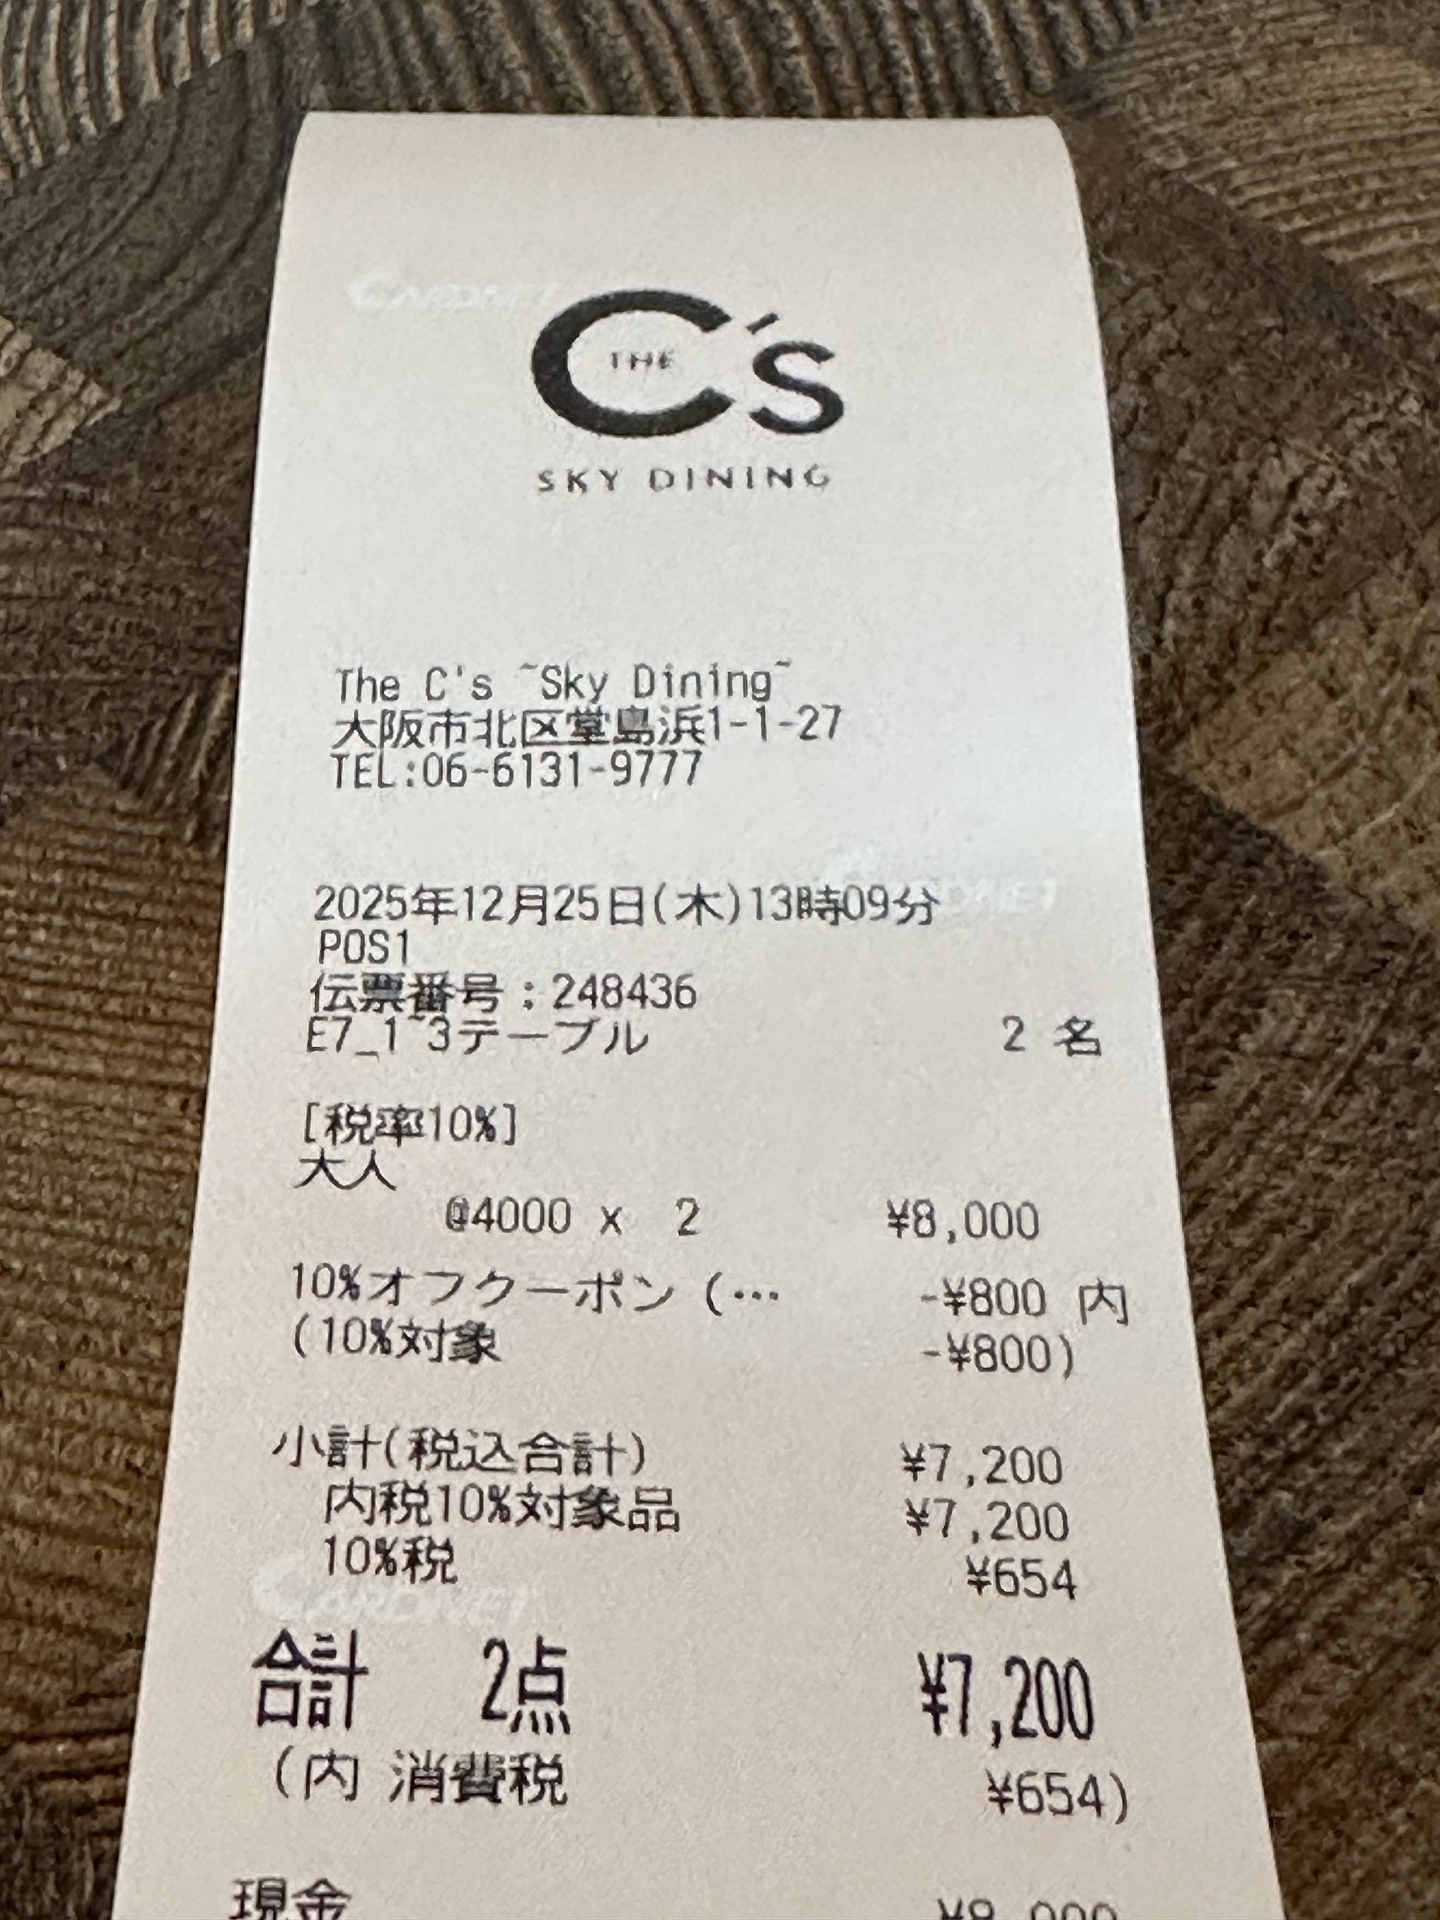 CARDNET
THE C's
SKY DINING
The C's ~Sky Dining~
大阪市北区堂島浜1-1-27
TEL:06-6131-9777
CARDNET
2025年12月25日(木)13時09分
POS1
伝票番号：248436
E7_1~3テーブル 2 名
[税率10%]
大人
@4000 x 2 ¥8,000
10%オフクーポン (… -¥800 内
(10%対象 -¥800)
小計(税込合計) ¥7,200
内税10%対象品 ¥7,200
10%税 ¥654
CARDNET
合計 2点 ¥7,200
(内 消費税 ¥654)
現金